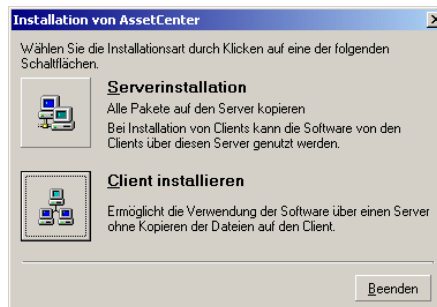 Installation von AssetCenter
Wählen Sie die Installationsart durch Klicken auf eine der folgenden
Schaltflächen.
Serverinstallation
Alle Pakete auf den Server kopieren
Bei Installation von Clients kann die Software von den
Clients über diesen Server genutzt werden.
Client installieren
Ermöglicht die Verwendung der Software über einen Server
ohne Kopieren der Dateien auf den Client.
Beenden